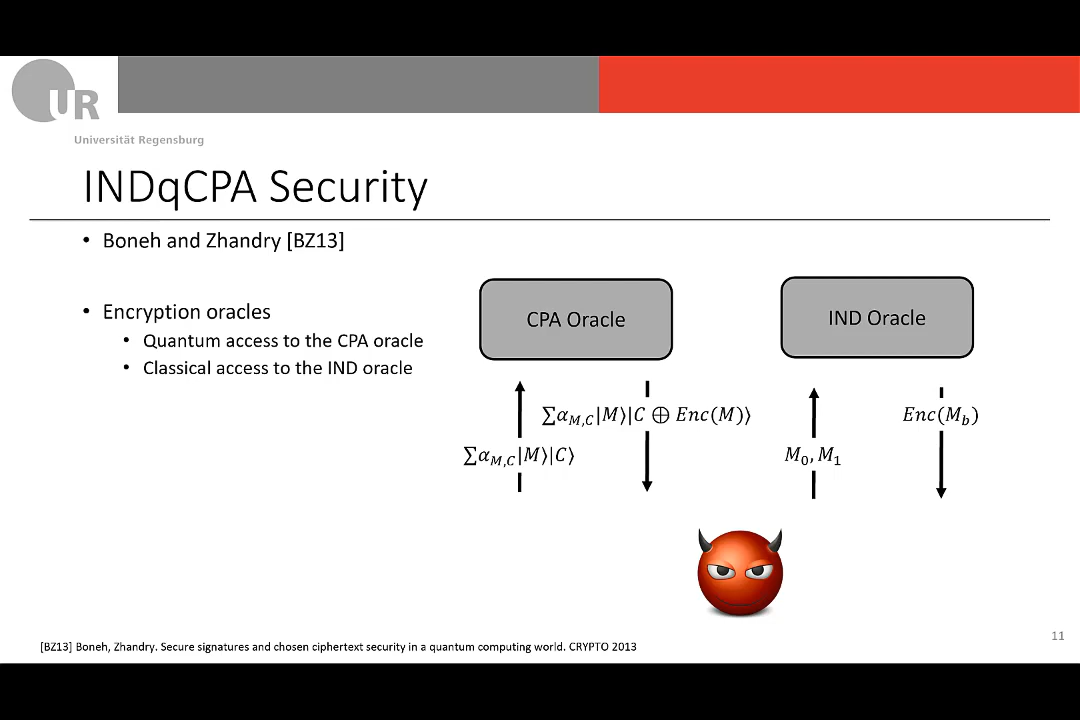 UR
Universität Regensburg
INDqCPA Security
• Boneh and Zhandry [BZ13]
• Encryption oracles
• Quantum access to the CPA oracle
• Classical access to the IND oracle
CPA Oracle
IND Oracle
∑α_{M,C}|M⟩|C ⊕ Enc(M)⟩
∑α_{M,C}|M⟩|C⟩
Enc(M_b)
M_0, M_1
[BZ13] Boneh, Zhandry. Secure signatures and chosen ciphertext security in a quantum computing world. CRYPTO 2013
11